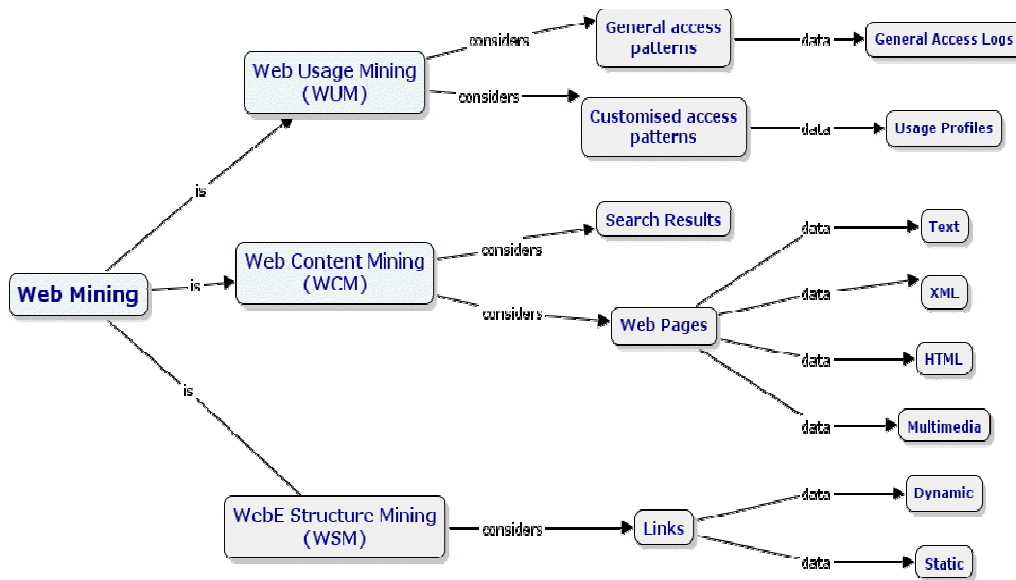 General access
patterns
considers
data
General Access Logs
Web Usage Mining
(WUM)
considers
Customised access
patterns
data
Usage Profiles
is
Search Results
considers
Web Content Mining
(WCM)
considers
Web Pages
data
Text
data
XML
data
HTML
data
Multimedia
Web Mining
is
is
WebE Structure Mining
(WSM)
considers
Links
data
Dynamic
data
Static